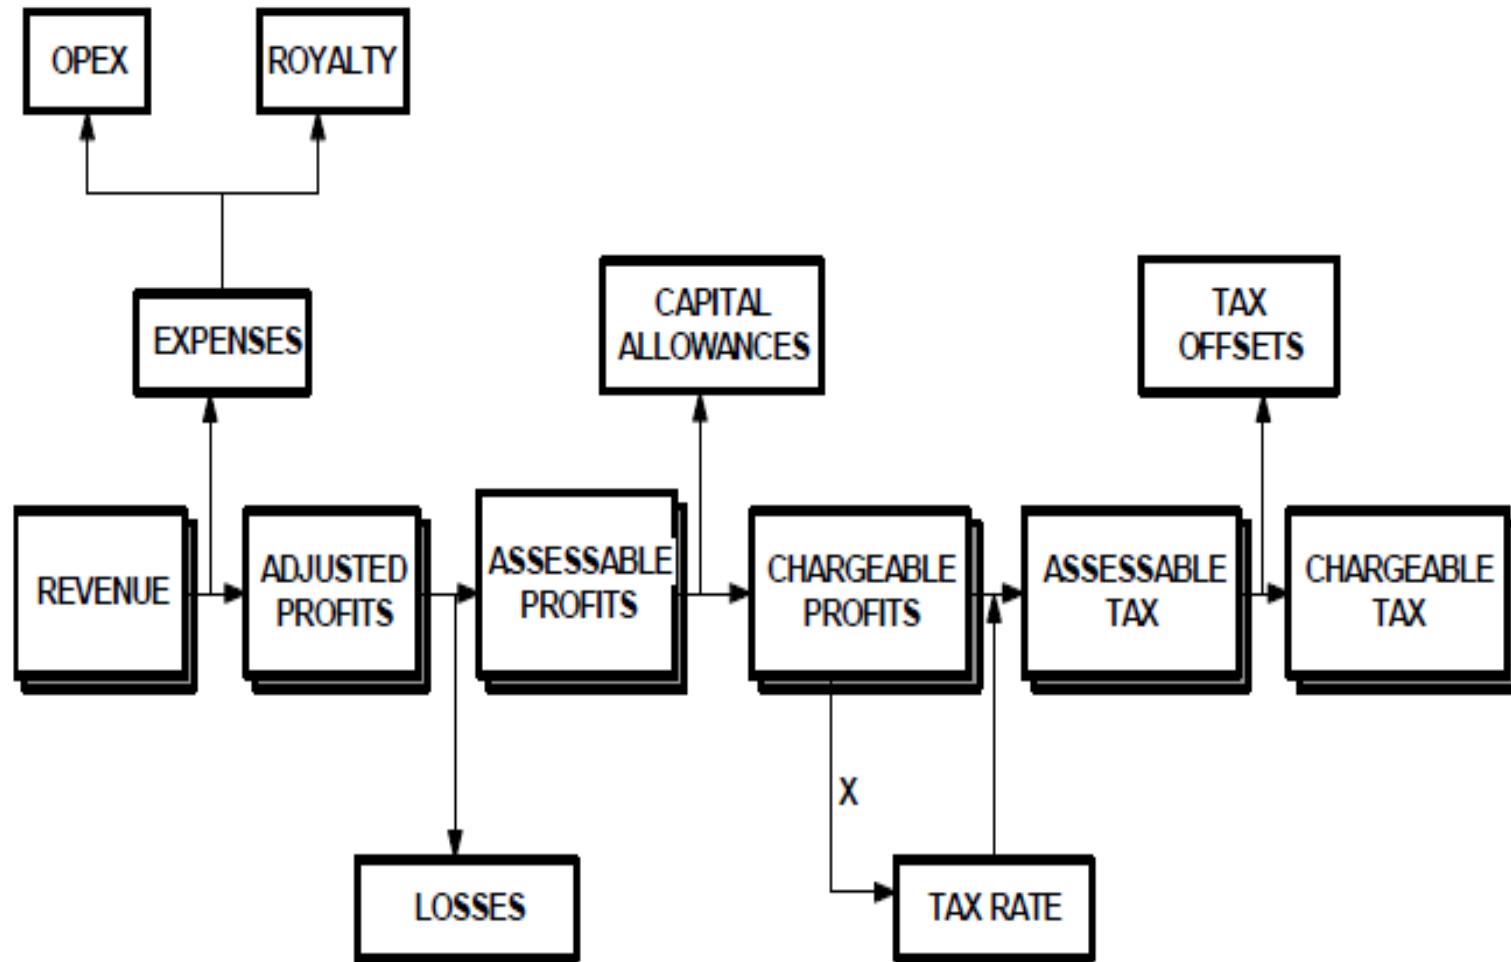 OPEX
ROYALTY
EXPENSES
CAPITAL
ALLOWANCES
TAX
OFFSETS
REVENUE
ADJUSTED
PROFITS
ASSESSABLE
PROFITS
CHARGEABLE
PROFITS
ASSESSABLE
TAX
CHARGEABLE
TAX
X
LOSSES
TAX RATE